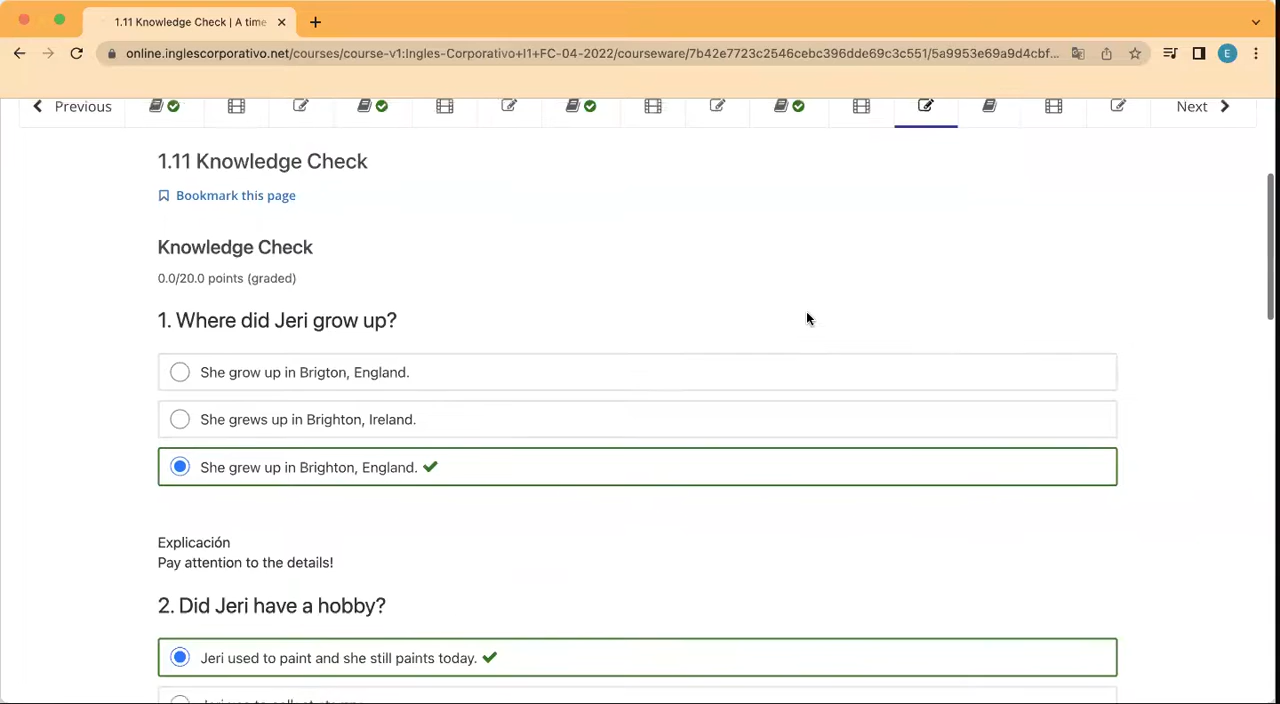 1.11 Knowledge Check | A time
online.inglescorporativo.net/courses/course-v1:Ingles-Corporativo+I1+FC-04-2022/courseware/7b42e7723c2546cebc396dde69c3c551/5a9953e69a9d4cbf...
E
Previous
Next
1.11 Knowledge Check
Bookmark this page
Knowledge Check
0.0/20.0 points (graded)
1. Where did Jeri grow up?
She grow up in Brigton, England.
She grews up in Brighton, Ireland.
She grew up in Brighton, England.
Explicación
Pay attention to the details!
2. Did Jeri have a hobby?
Jeri used to paint and she still paints today.